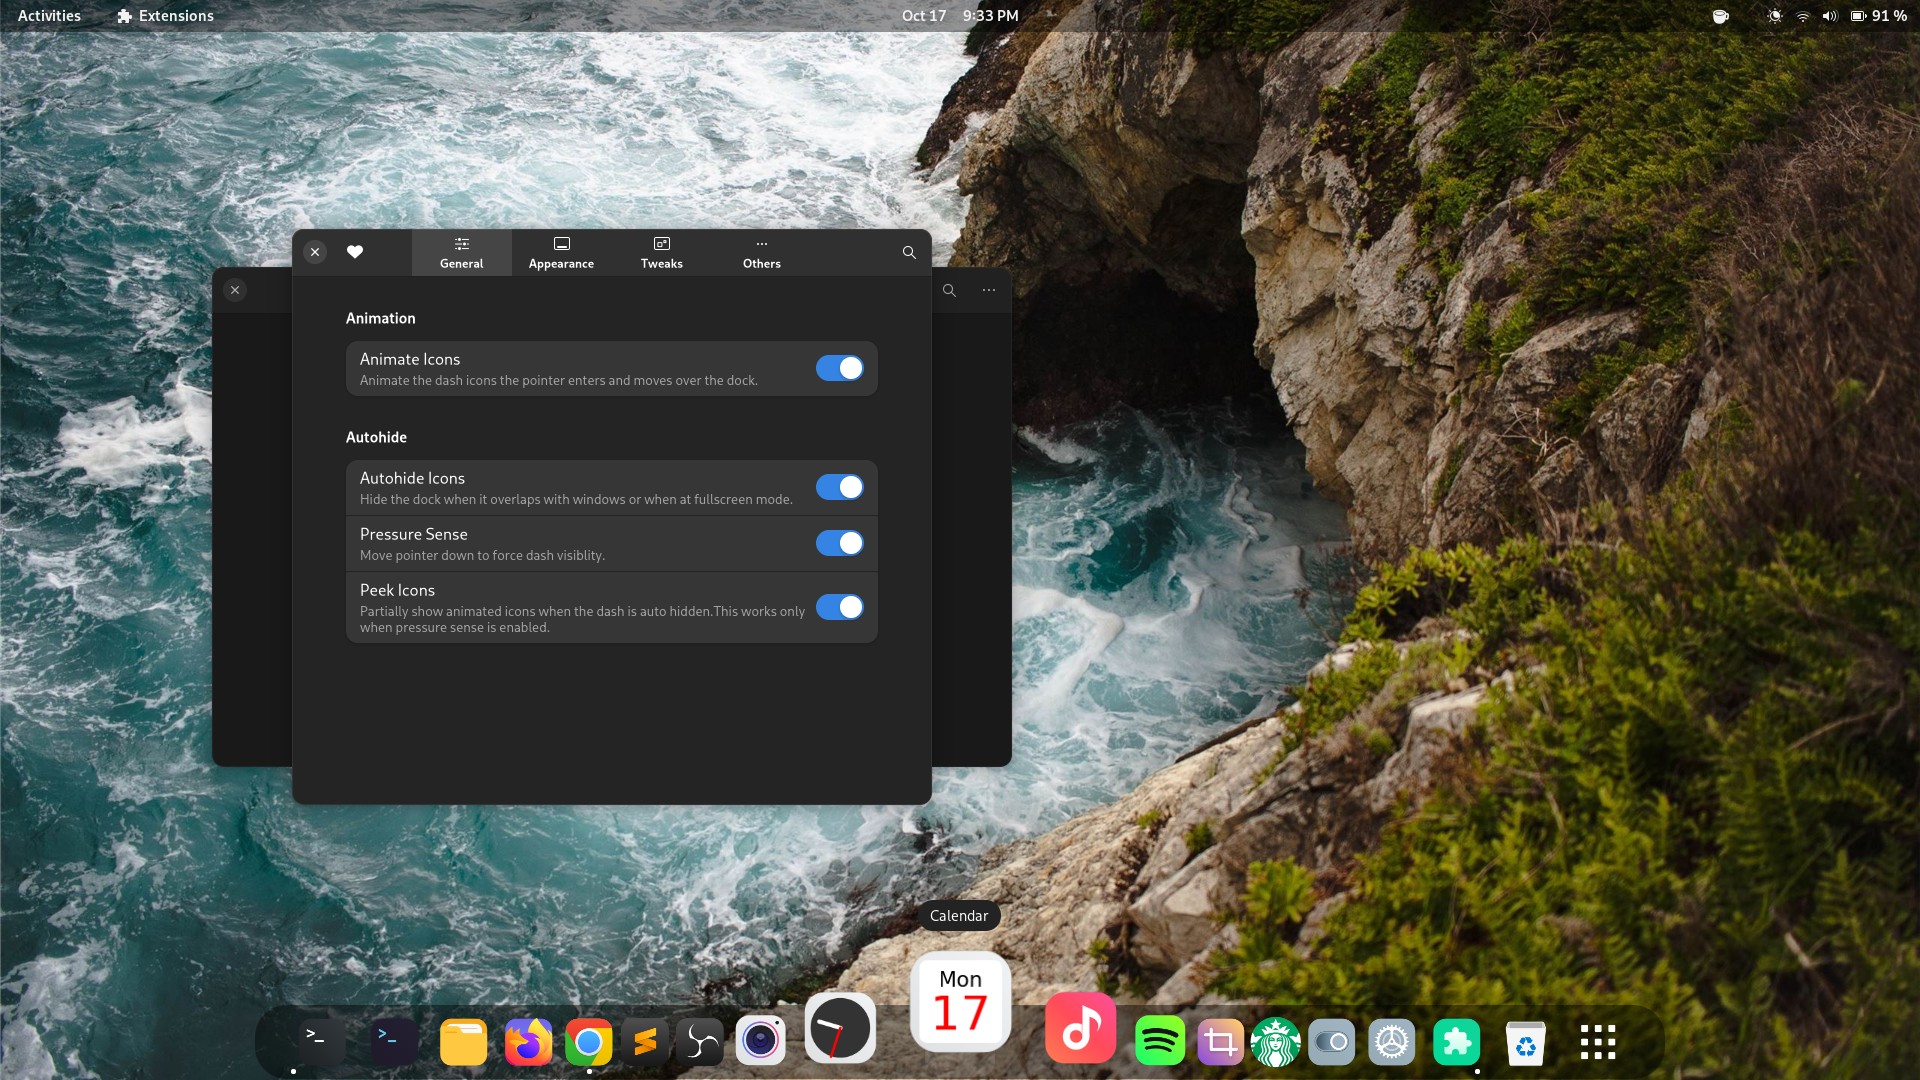 Activities
Extensions
Oct 17 9:33 PM
91 %
General
Appearance
Tweaks
Others
Animation
Animate Icons
Animate the dash icons the pointer enters and moves over the dock.
Autohide
Autohide Icons
Hide the dock when it overlaps with windows or when at fullscreen mode.
Pressure Sense
Move pointer down to force dash visiblity.
Peek Icons
Partially show animated icons when the dash is auto hidden.This works only
when pressure sense is enabled.
Calendar
Mon
17
>_
>_